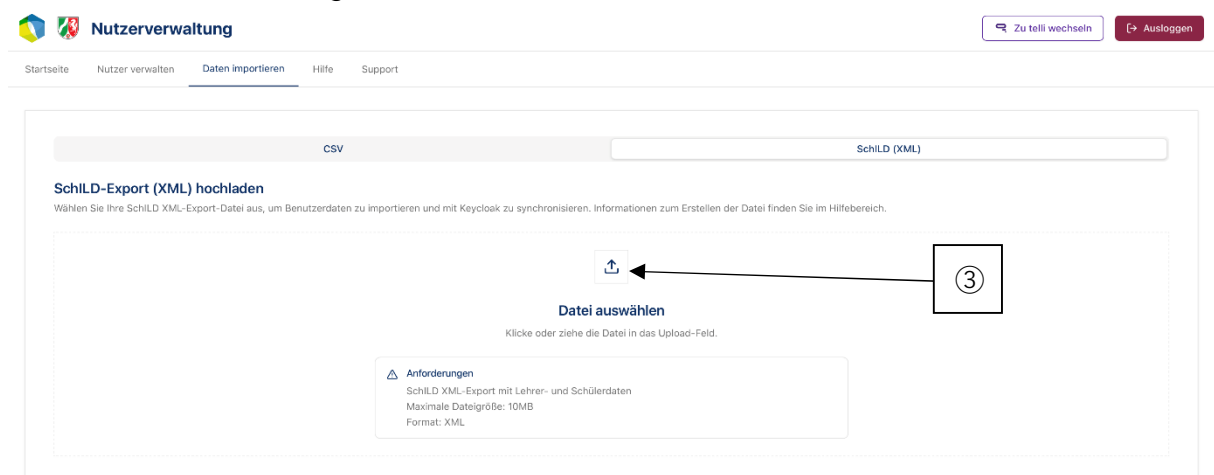 Nutzerverwaltung
Zu telli wechseln
Ausloggen
Startseite Nutzer verwalten Daten importieren Hilfe Support
CSV SchILD (XML)
SchILD-Export (XML) hochladen
Wählen Sie Ihre SchILD XML-Export-Datei aus, um Benutzerdaten zu importieren und mit Keycloak zu synchronisieren. Informationen zum Erstellen der Datei finden Sie im Hilfebereich.
③
Datei auswählen
Klicke oder ziehe die Datei in das Upload-Feld.
Anforderungen
SchILD XML-Export mit Lehrer- und Schülerdaten
Maximale Dateigröße: 10MB
Format: XML